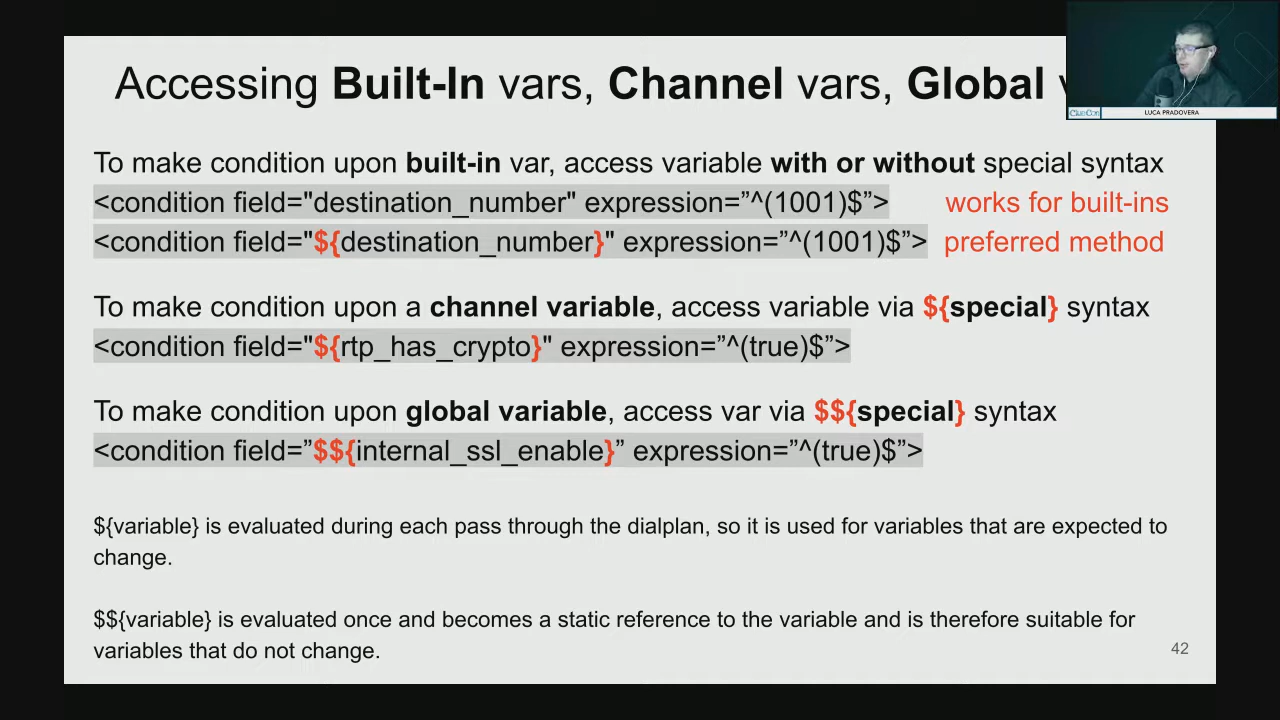 Accessing Built-In vars, Channel vars, Global v
ClueCon
LUCA PRADOVERA
To make condition upon built-in var, access variable with or without special syntax
<condition field="destination_number" expression=”^(1001)$”> works for built-ins
<condition field="${destination_number}" expression=”^(1001)$”> preferred method
To make condition upon a channel variable, access variable via ${special} syntax
<condition field="${rtp_has_crypto}" expression=”^(true)$”>
To make condition upon global variable, access var via $${special} syntax
<condition field=”$${internal_ssl_enable}” expression=”^(true)$”>
${variable} is evaluated during each pass through the dialplan, so it is used for variables that are expected to
change.
$${variable} is evaluated once and becomes a static reference to the variable and is therefore suitable for
variables that do not change.
42